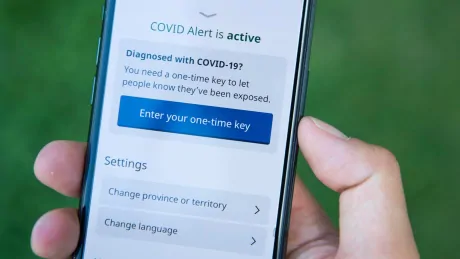 COVID Alert is active
Diagnosed with COVID-19?
You need a one-time key to let
people know they've been exposed.
Enter your one-time key
Settings
Change province or territory
Change language